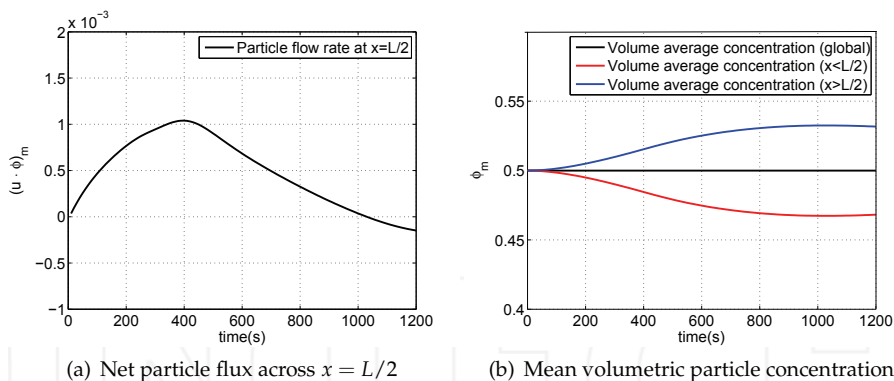 x 10⁻³
2
1.5
1
0.5
0
−0.5
−1
(u · ϕ)m
Particle flow rate at x=L/2
0 200 400 600 800 1000 1200
time(s)
(a) Net particle flux across x = L/2
0.55
0.5
0.45
0.4
ϕm
Volume average concentration (global)
Volume average concentration (x<L/2)
Volume average concentration (x>L/2)
0 200 400 600 800 1000 1200
time(s)
(b) Mean volumetric particle concentration